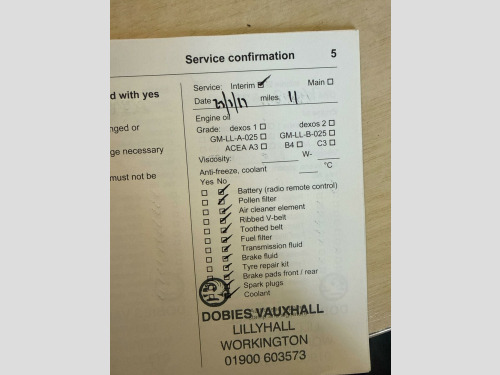 Service confirmation 5
d with yes
nged or
ge necessary
must not be
Service: Interim Main
Date miles 11
Engine oil
Grade: dexos 1 dexos 2
GM-LL-A-025 GM-LL-B-025
ACEA A3 B4 C3
Viscosity: W-
Anti-freeze, coolant °C
Yes No
Battery (radio remote control)
Pollen filter
Air cleaner element
Ribbed V-belt
Toothed belt
Fuel filter
Transmission fluid
Brake fluid
Tyre repair kit
Brake pads front / rear
Spark plugs
Coolant
DOBIES VAUXHALL
LILLYHALL
WORKINGTON
01900 603573